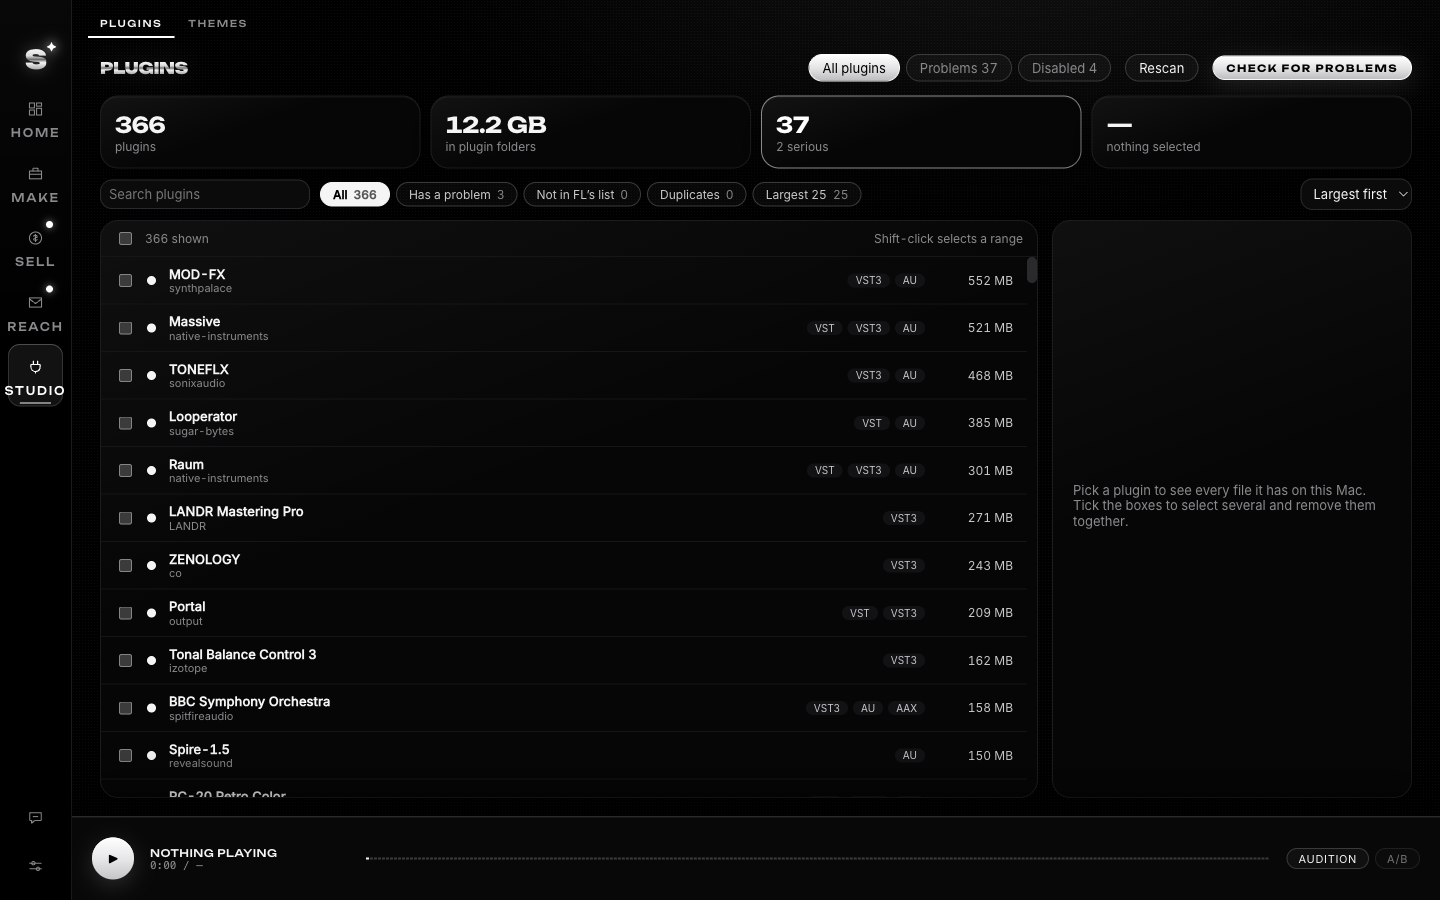 PLUGINS THEMES
S
HOME
MAKE
SELL
REACH
STUDIO
PLUGINS
All plugins Problems 37 Disabled 4 Rescan CHECK FOR PROBLEMS
366
plugins
12.2 GB
in plugin folders
37
2 serious
—
nothing selected
Search plugins
All 366 Has a problem 3 Not in FL's list 0 Duplicates 0 Largest 25 25 Largest first
366 shown Shift-click selects a range
MOD-FX VST3 AU 552 MB
synthpalace
Massive VST VST3 AU 521 MB
native-instruments
TONEFLX VST3 AU 468 MB
sonixaudio
Looperator VST AU 385 MB
sugar-bytes
Raum VST VST3 AU 301 MB
native-instruments
LANDR Mastering Pro VST3 271 MB
LANDR
ZENOLOGY VST3 243 MB
co
Portal VST VST3 209 MB
output
Tonal Balance Control 3 VST3 162 MB
izotope
BBC Symphony Orchestra VST3 AU AAX 158 MB
spitfireaudio
Spire-1.5 AU 150 MB
revealsound
RC-20 Retro Color
Pick a plugin to see every file it has on this Mac.
Tick the boxes to select several and remove them
together.
NOTHING PLAYING
0:00 / —
AUDITION A/B